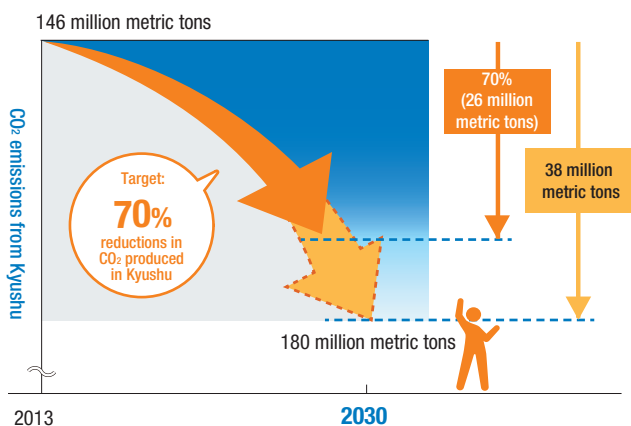 146 million metric tons
CO2 emissions from Kyushu
Target:
70%
reductions in
CO2 produced
in Kyushu
70%
(26 million
metric tons)
38 million
metric tons
180 million metric tons
2013
2030